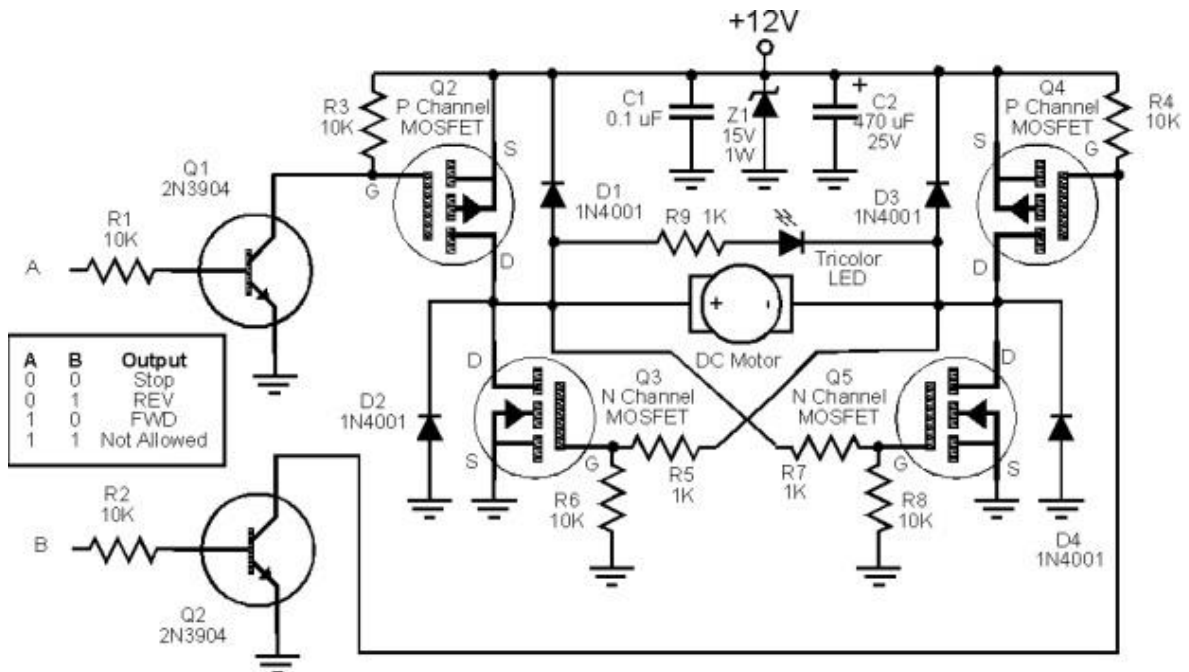 +12V
R3
10K
Q2
P Channel
MOSFET
S
G
D
C1
0.1 uF
Z1
15V
1W
+
C2
470 uF
25V
Q4
P Channel
MOSFET
S
G
D
R4
10K
Q1
2N3904
R1
10K
A
D1
1N4001
R9 1K
Tricolor
LED
D3
1N4001
+ -
DC Motor
A B Output
0 0 Stop
0 1 REV
1 0 FWD
1 1 Not Allowed
D2
1N4001
D
S
G
Q3
N Channel
MOSFET
R5
1K
R6
10K
Q5
N Channel
MOSFET
R7
1K
R8
10K
D
G
S
D4
1N4001
R2
10K
B
Q2
2N3904